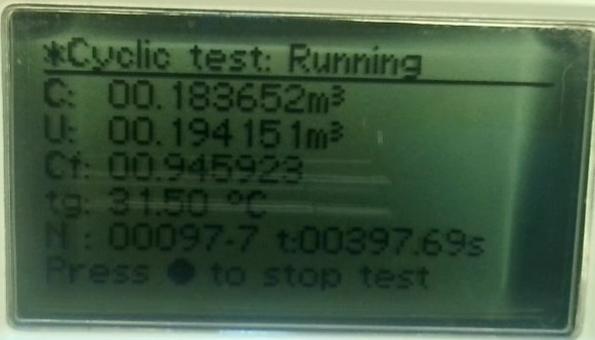 *Cyclic test: Running
C: 00.183652m³
U: 00.194151m³
Cf: 00.945923
tg: 31.50 °C
N : 00097-7 t:00397.69s
Press ● to stop test